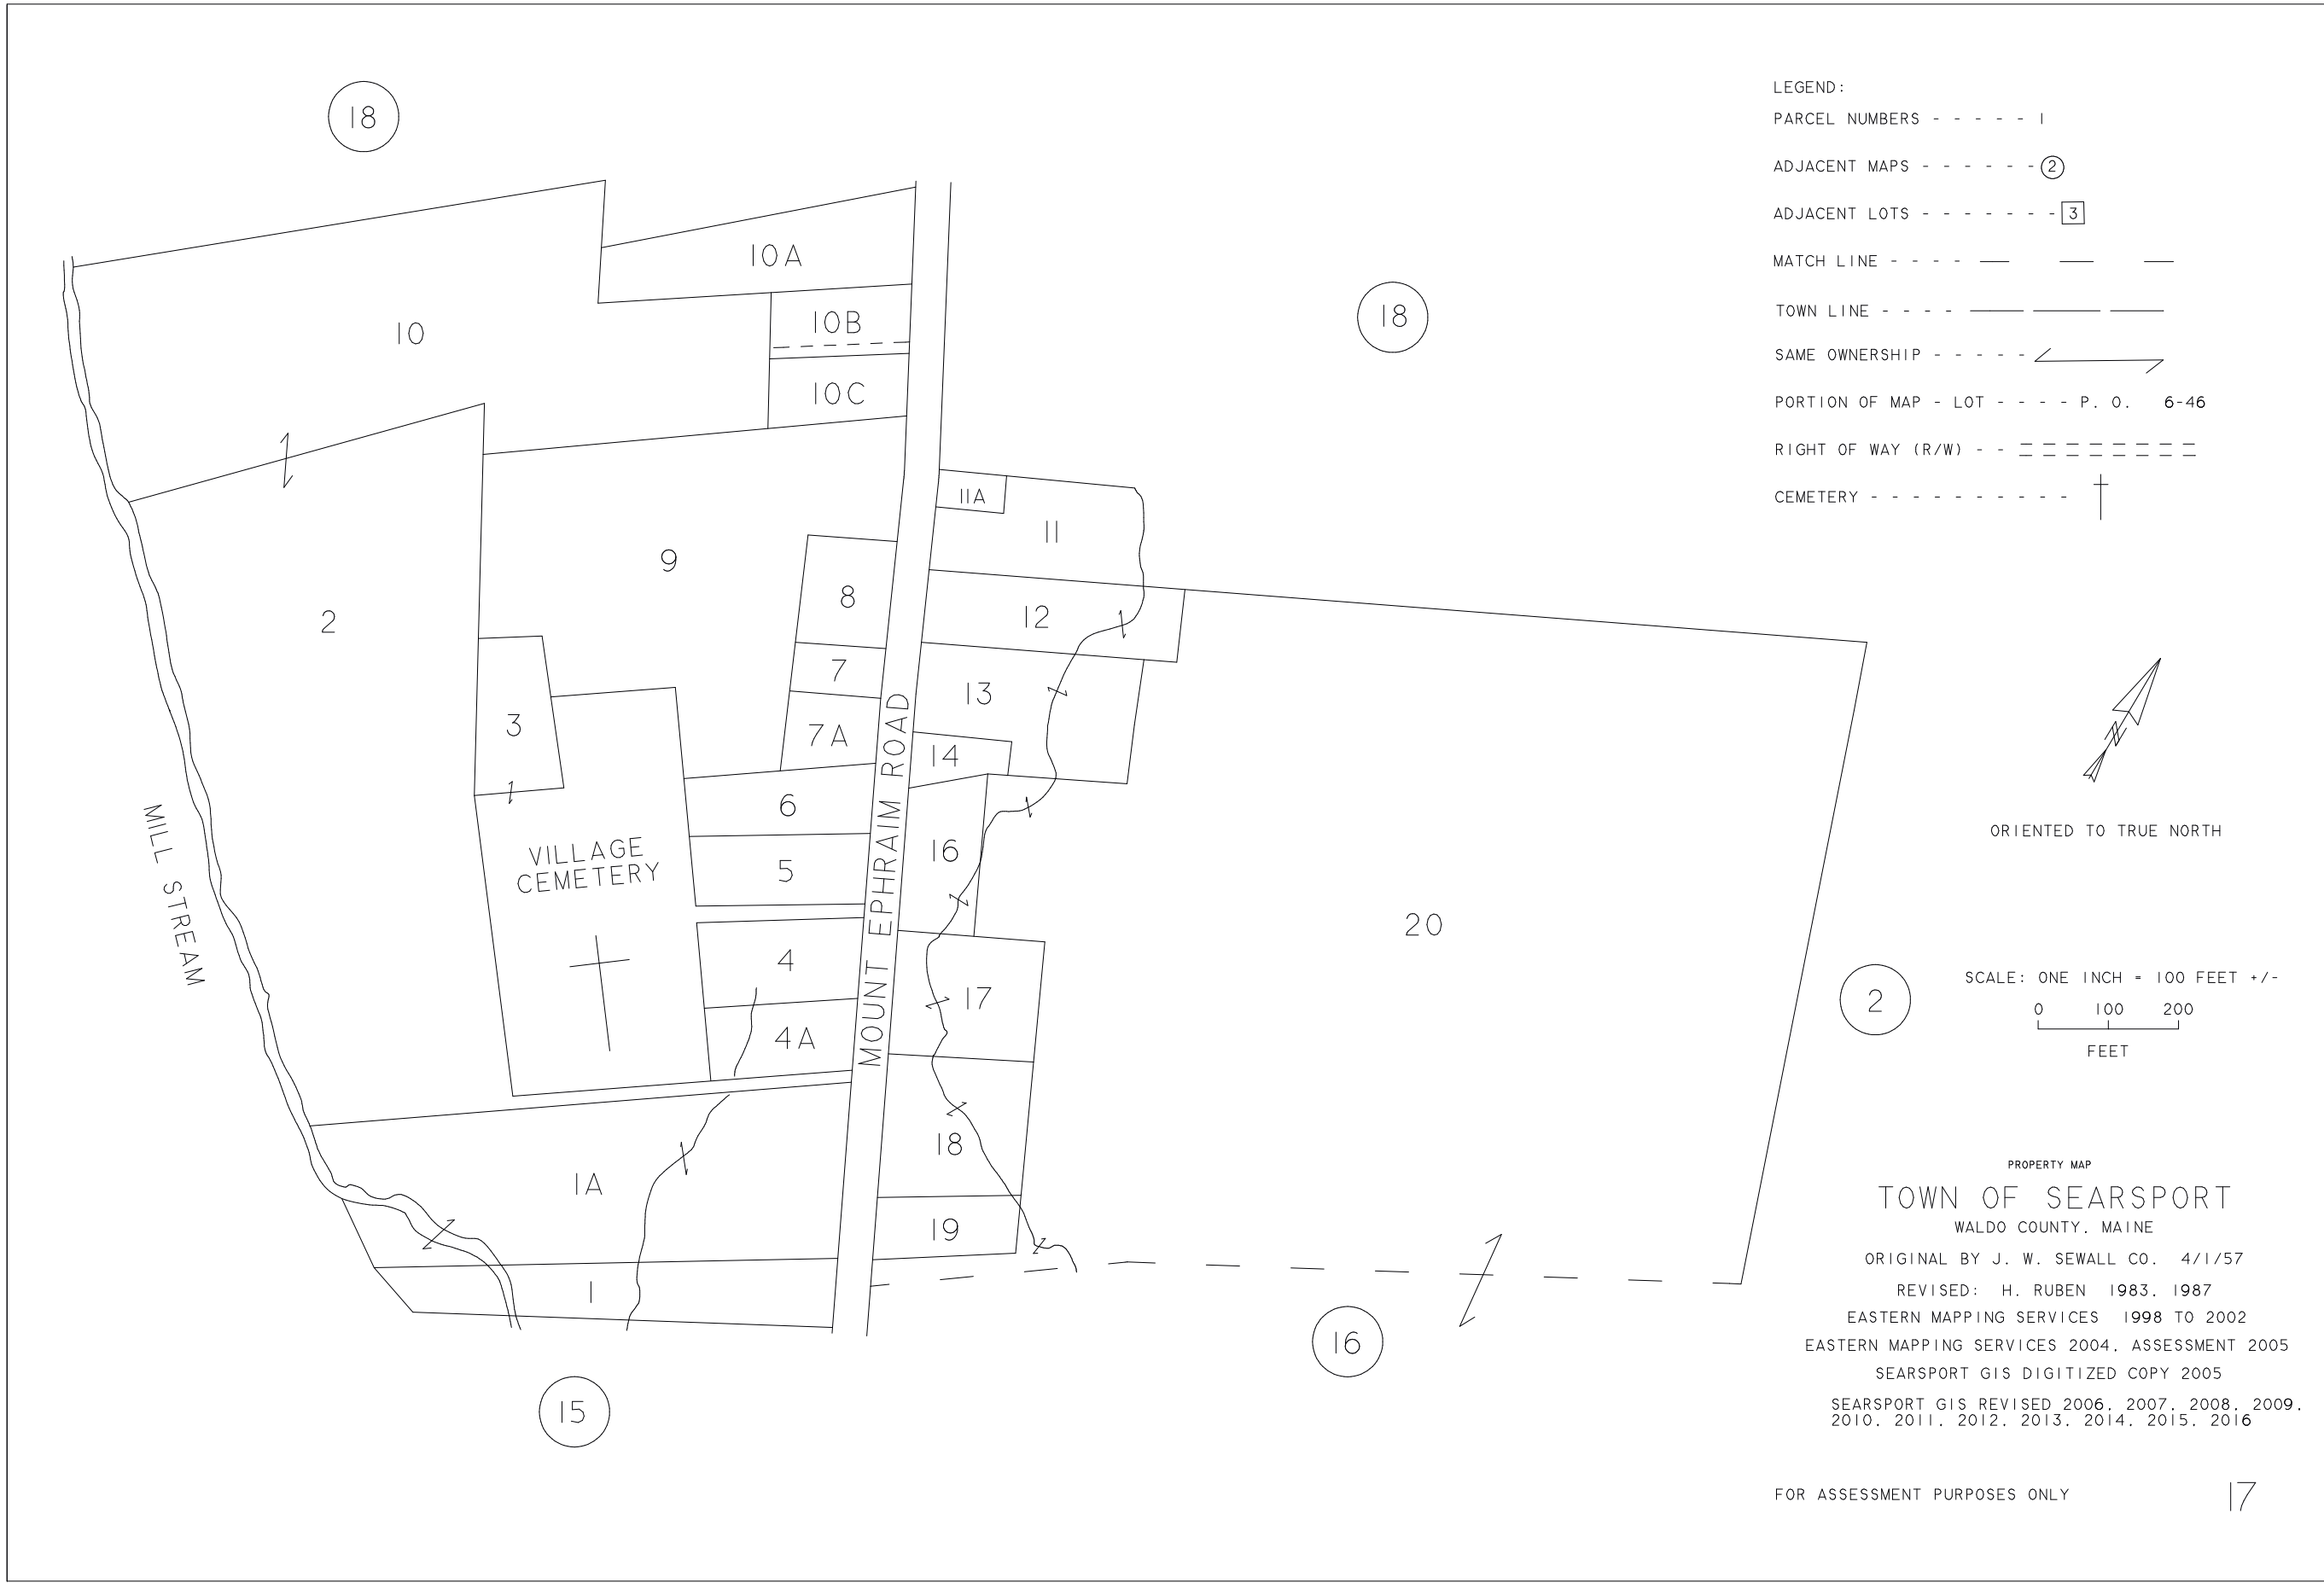 18
10A
10B
10
10C
18
11A
11
9
8
12
2
7
13
3
7A
14
6
16
VILLAGE
CEMETERY
5
MOUNT EPHRAIM ROAD
MILL STREAM
20
4
17
4A
18
1A
19
1
15
16
2
LEGEND:
PARCEL NUMBERS - - - - - 1
ADJACENT MAPS - - - - - - 2
ADJACENT LOTS - - - - - - - 3
MATCH LINE - - - -
TOWN LINE - - - -
SAME OWNERSHIP - - - - -
PORTION OF MAP - LOT - - - - P. O. 6-46
RIGHT OF WAY (R/W) - -
CEMETERY - - - - - - - - - -
N
ORIENTED TO TRUE NORTH
SCALE: ONE INCH = 100 FEET +/-
0 100 200
FEET
PROPERTY MAP
TOWN OF SEARSPORT
WALDO COUNTY, MAINE
ORIGINAL BY J. W. SEWALL CO. 4/1/57
REVISED: H. RUBEN 1983, 1987
EASTERN MAPPING SERVICES 1998 TO 2002
EASTERN MAPPING SERVICES 2004, ASSESSMENT 2005
SEARSPORT GIS DIGITIZED COPY 2005
SEARSPORT GIS REVISED 2006, 2007, 2008, 2009,
2010, 2011, 2012, 2013, 2014, 2015, 2016
FOR ASSESSMENT PURPOSES ONLY
17